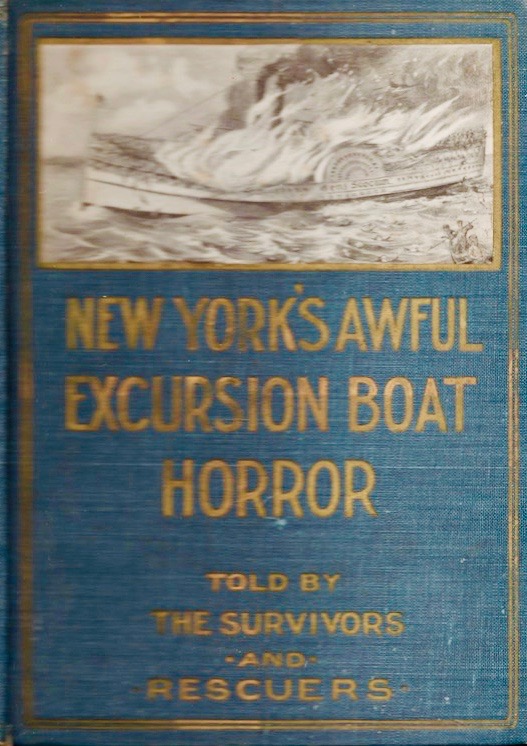 NEW YORK'S AWFUL
EXCURSION BOAT
HORROR
TOLD BY
THE SURVIVORS
-AND-
-RESCUERS-